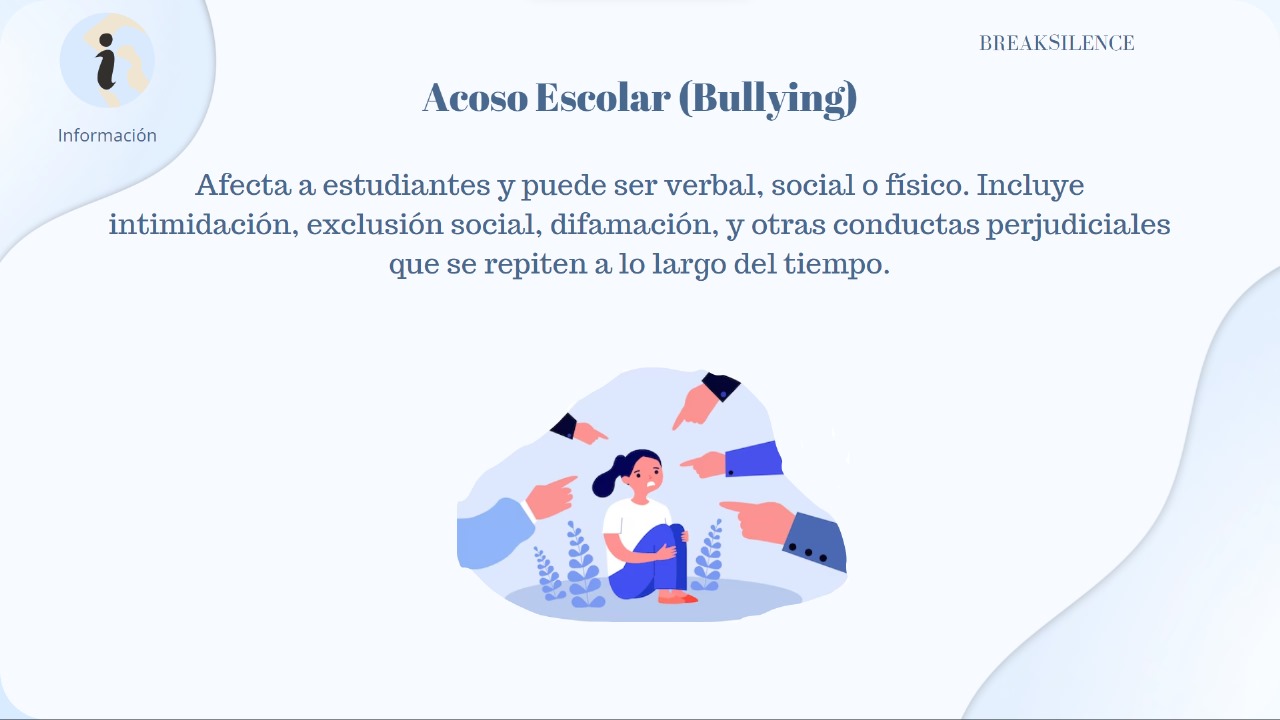 BREAKSILENCE
Información
Acoso Escolar (Bullying)
Afecta a estudiantes y puede ser verbal, social o físico. Incluye
intimidación, exclusión social, difamación, y otras conductas perjudiciales
que se repiten a lo largo del tiempo.